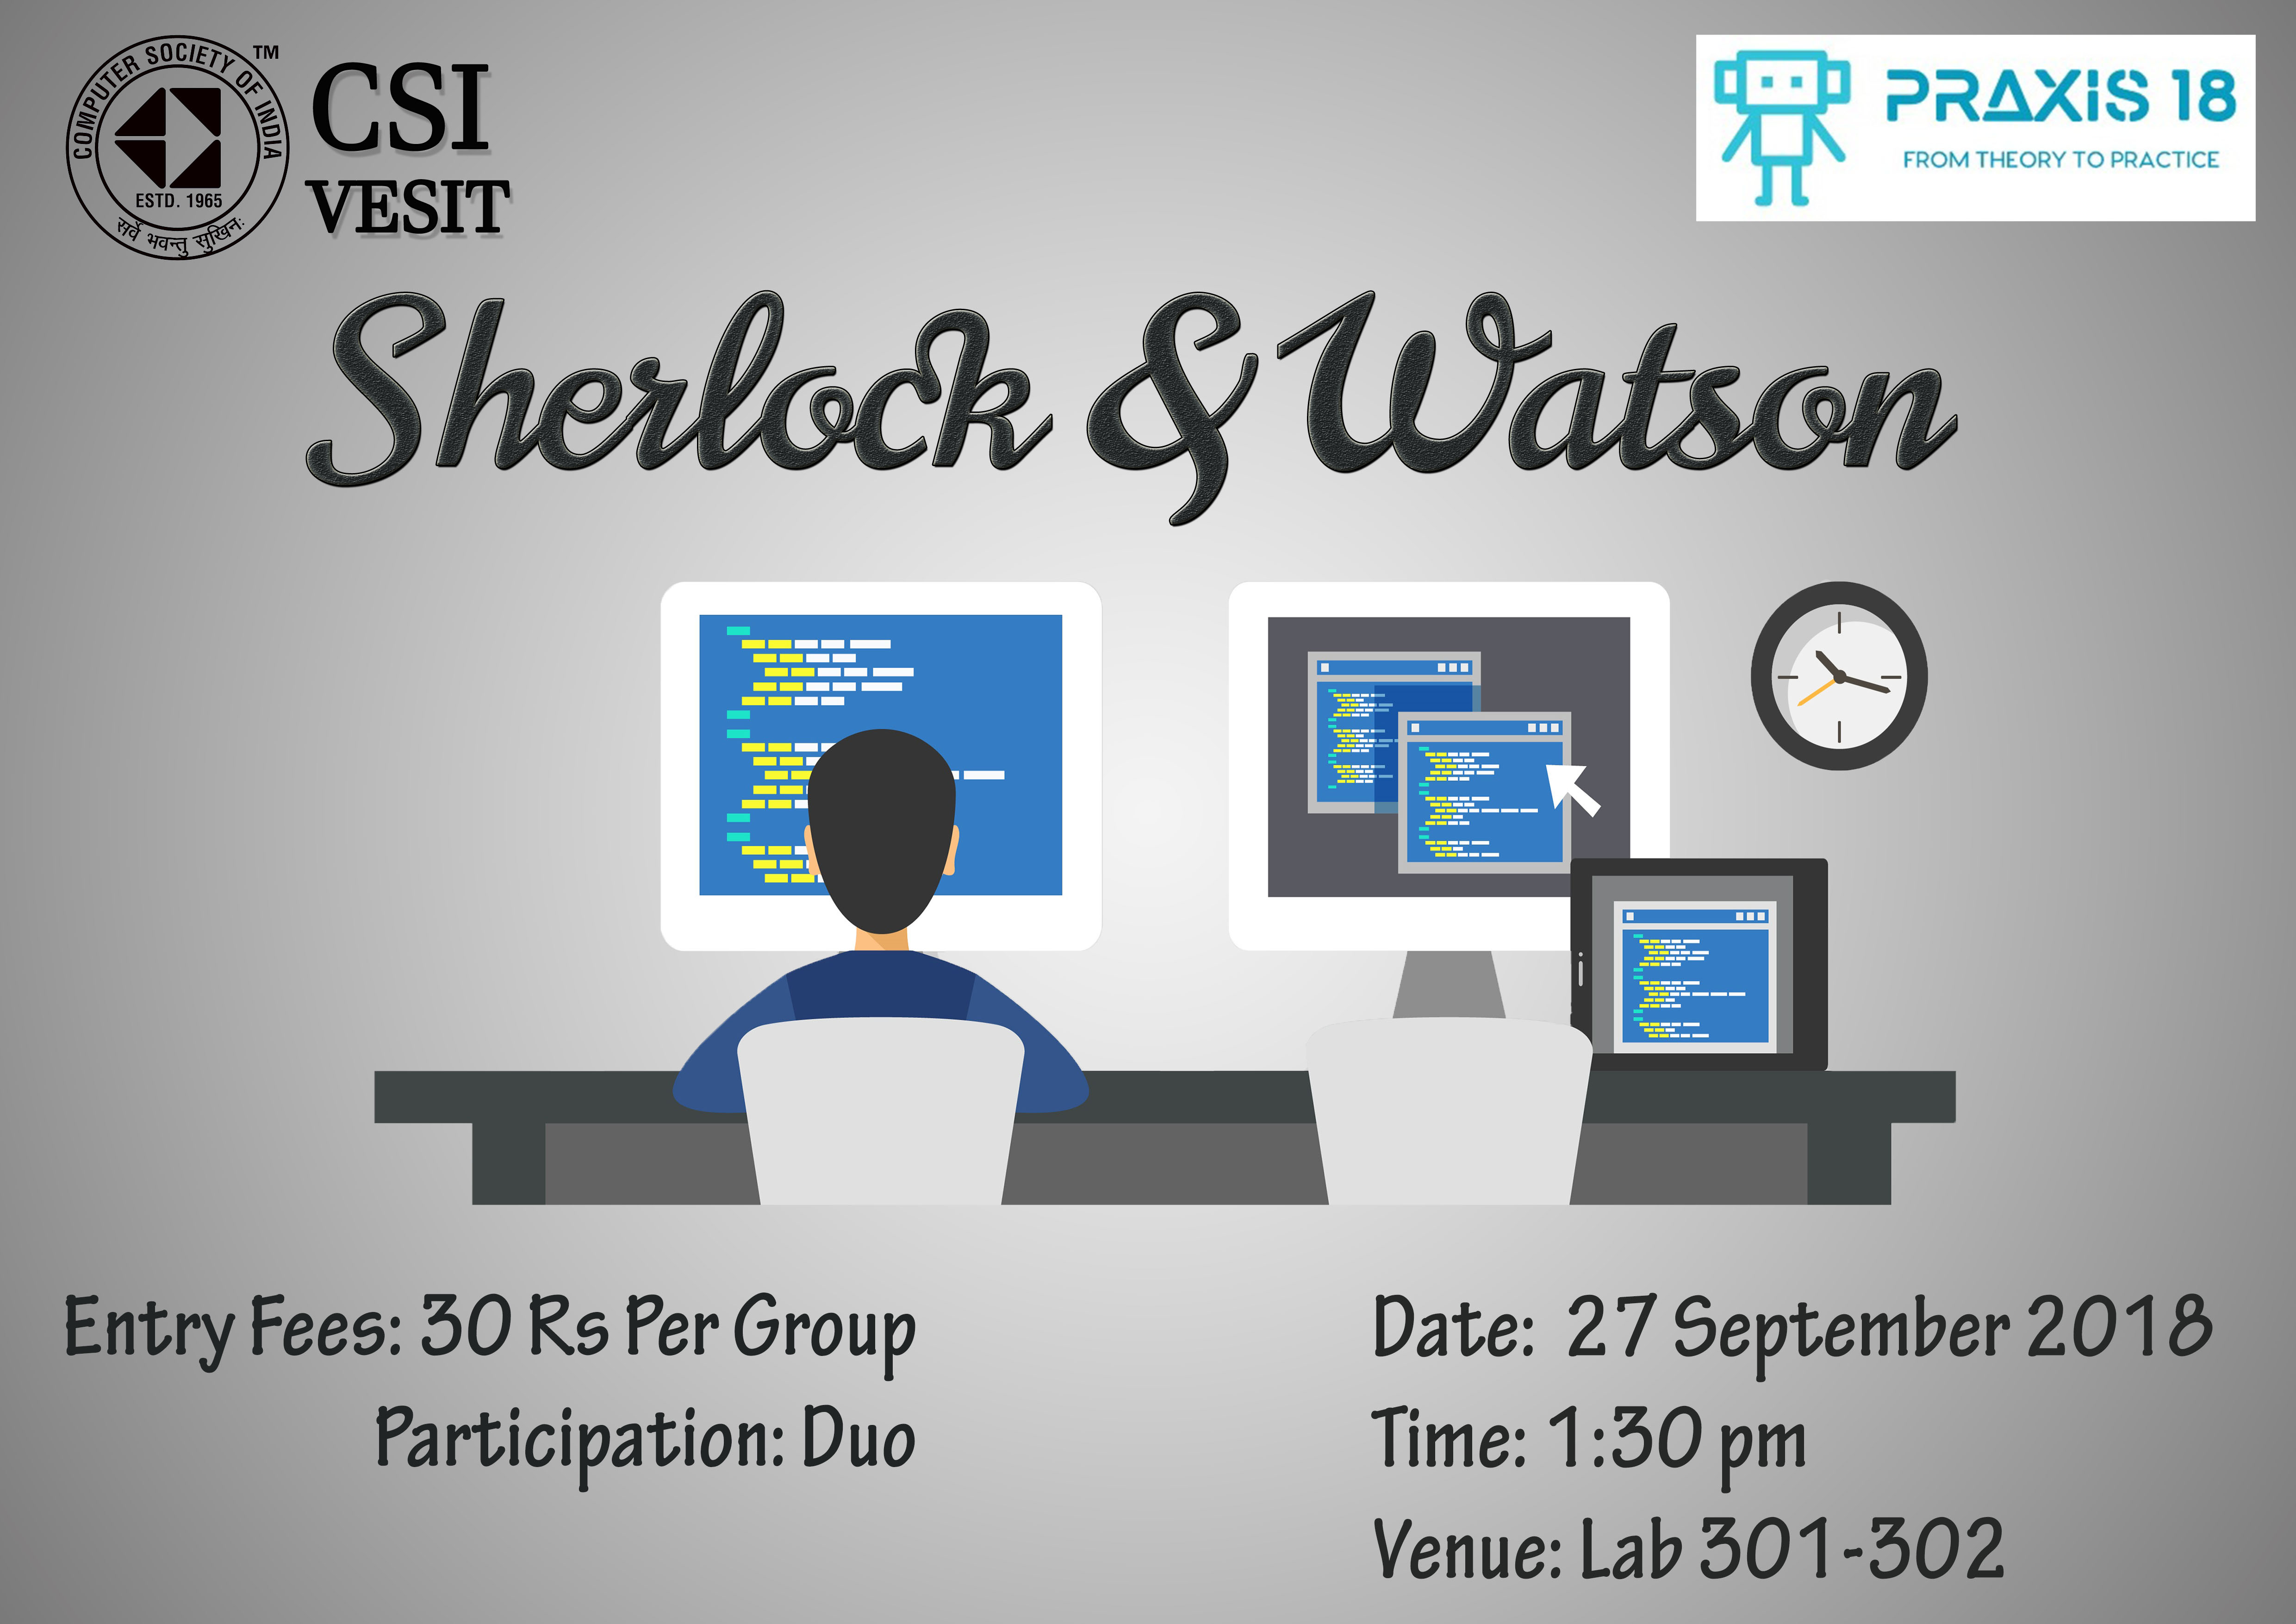 COMPUTER SOCIETY OF INDIA
TM
ESTD. 1965
सर्वे भवन्तु सुखिनः
CSI
VESIT
PRAXiS 18
FROM THEORY TO PRACTICE
Sherlock & Watson
Entry Fees: 30 Rs Per Group
Participation: Duo
Date: 27 September 2018
Time: 1:30 pm
Venue: Lab 301-302